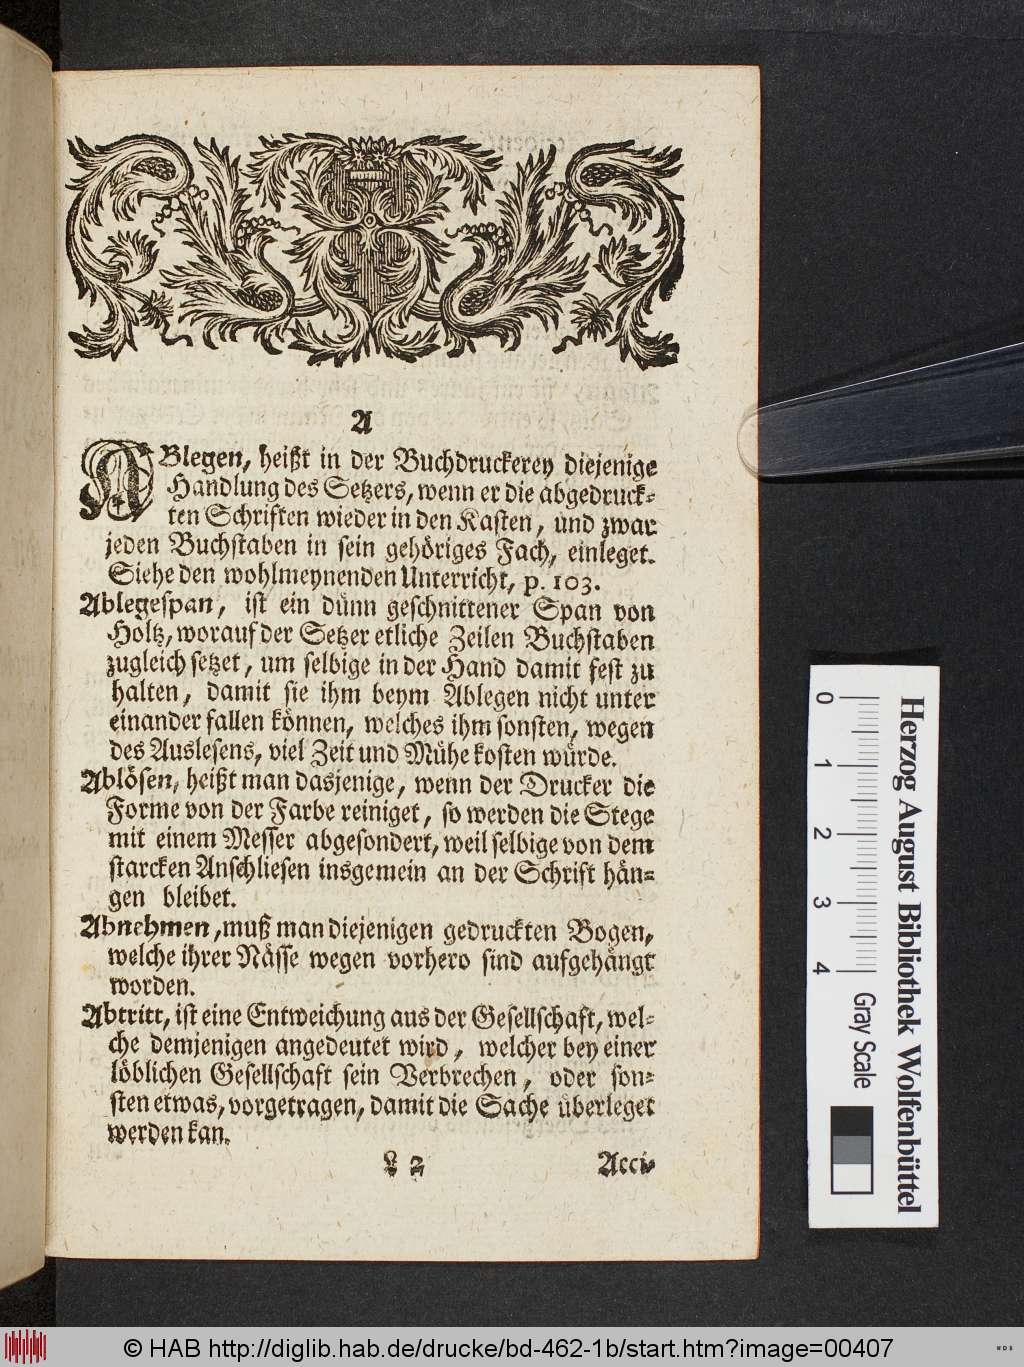 A
ABlegen, heißt in der Buchdruckerey diejenige
Handlung des Setzers, wenn er die abgedruck-
ten Schriften wieder in den Kasten, und zwar
jeden Buchstaben in sein gehöriges Fach, einleget.
Siehe den wohlmeynenden Unterricht, p. 103.
Ablegespan, ist ein dünn geschnittener Span von
Holtz, worauf der Setzer etliche Zeilen Buchstaben
zugleich setzet, um selbige in der Hand damit fest zu
halten, damit sie ihm beym Ablegen nicht unter
einander fallen können, welches ihm sonsten, wegen
des Auslesens, viel Zeit und Mühe kosten würde.
Ablösen, heißt man dasjenige, wenn der Drucker die
Forme von der Farbe reiniget, so werden die Stege
mit einem Messer abgesondert, weil selbige von dem
starcken Anschliesen insgemein an der Schrift hän-
gen bleibet.
Abnehmen, muß man diejenigen gedruckten Bogen,
welche ihrer Nässe wegen vorhero sind aufgehängt
worden.
Abtritt, ist eine Entweichung aus der Gesellschaft, wel-
che demjenigen angedeutet wird, welcher bey einer
löblichen Gesellschaft sein Verbrechen, oder son-
sten etwas, vorgetragen, damit die Sache überleget
werden kan.
L 2 Acci-
0 1 2 3 4
Gray Scale
Herzog August Bibliothek Wolfenbüttel
© HAB http://diglib.hab.de/drucke/bd-462-1b/start.htm?image=00407
WDB